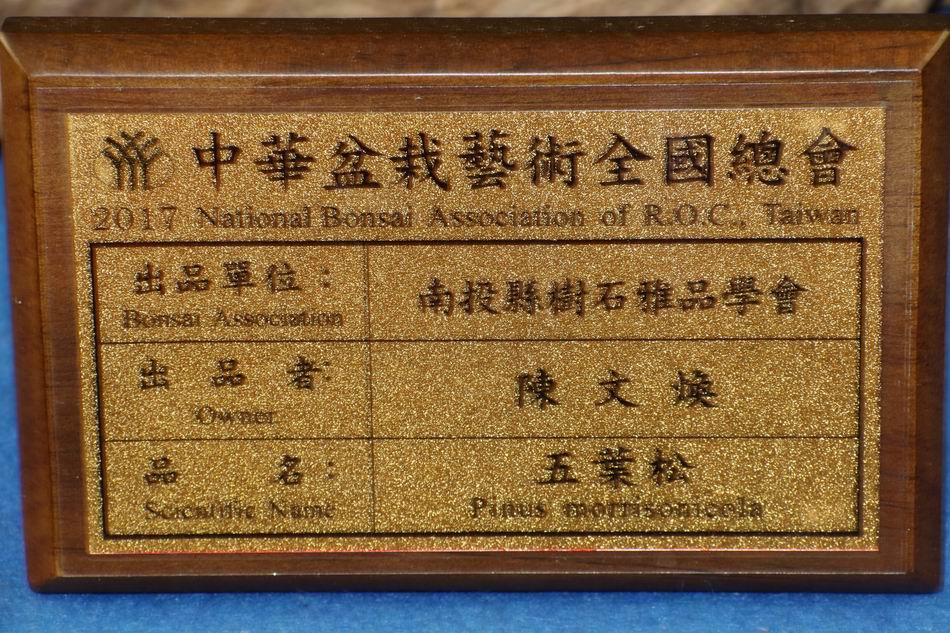 中華盆栽藝術全國總會
2017 National Bonsai Association of R.O.C., Taiwan
出品單位：
Bonsai Association
南投縣樹石雅品學會
出品者:
Owner
陳文煥
品名：
Scientific Name
五葉松
Pinus morrisonicola